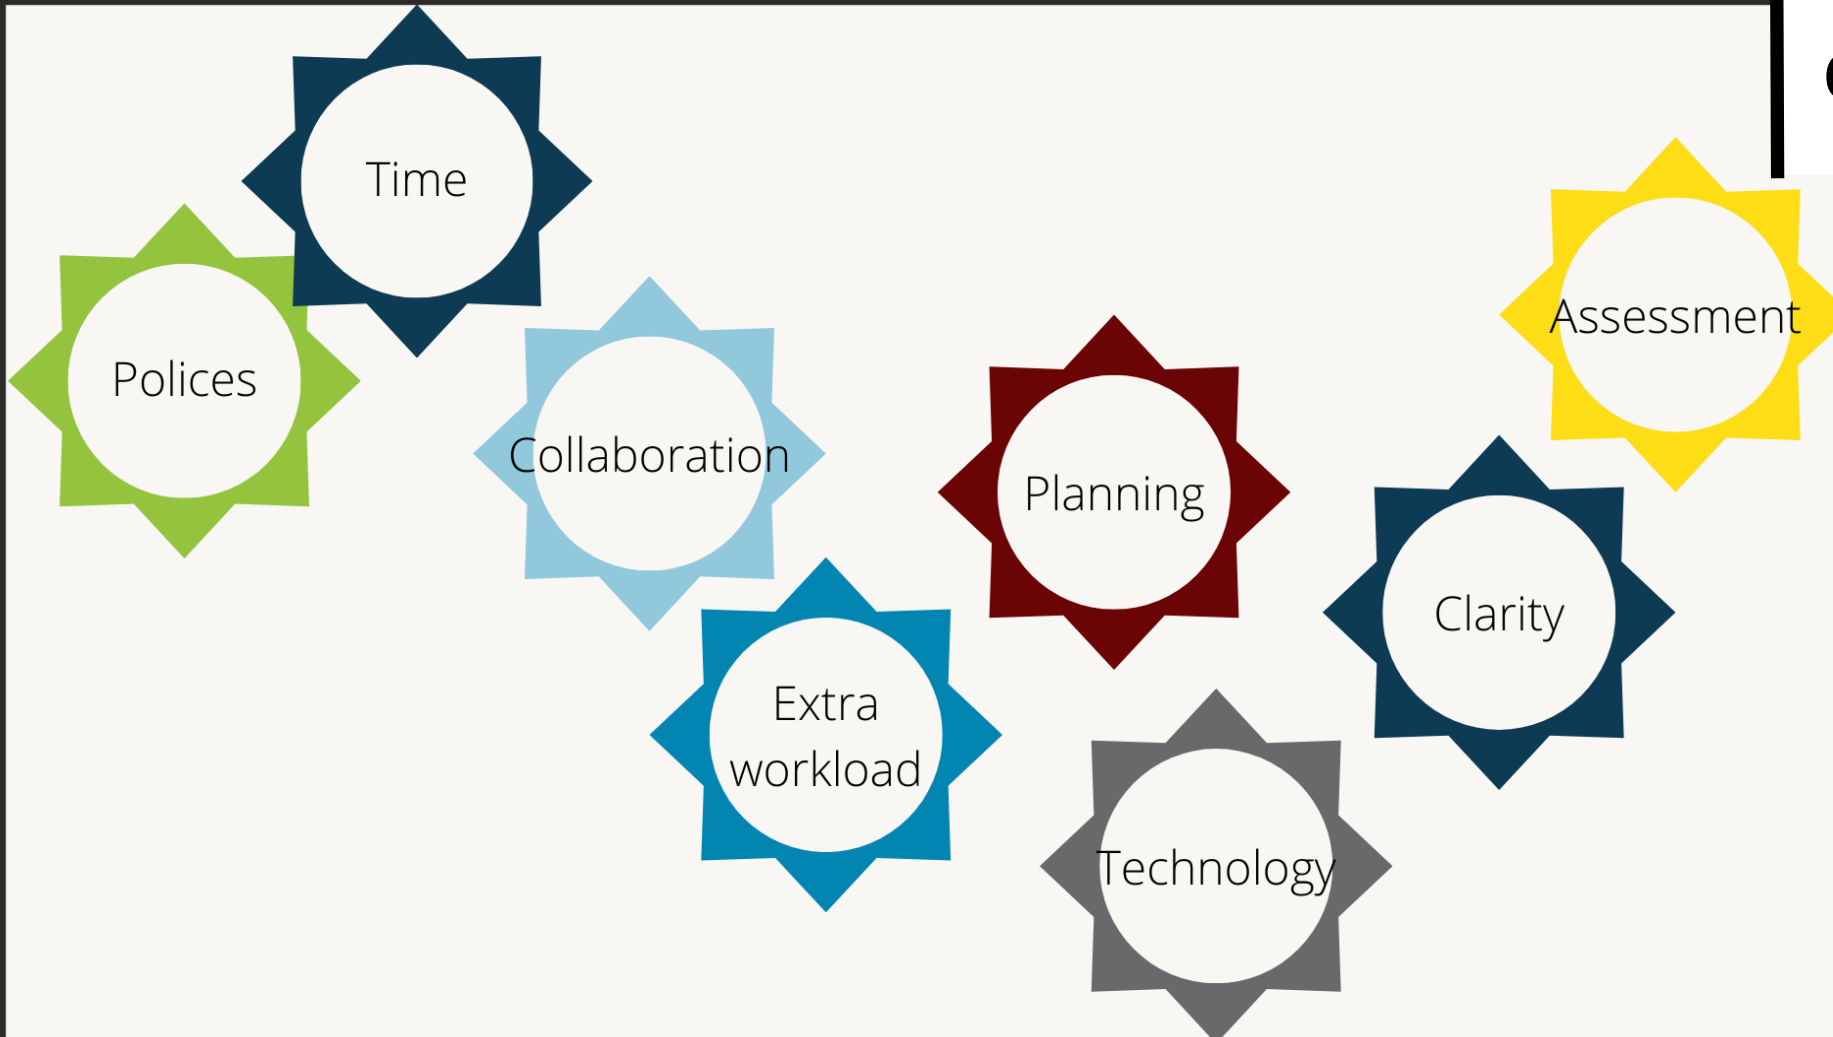 Time
Polices
Collaboration
Extra
workload
Planning
Technology
Clarity
Assessment